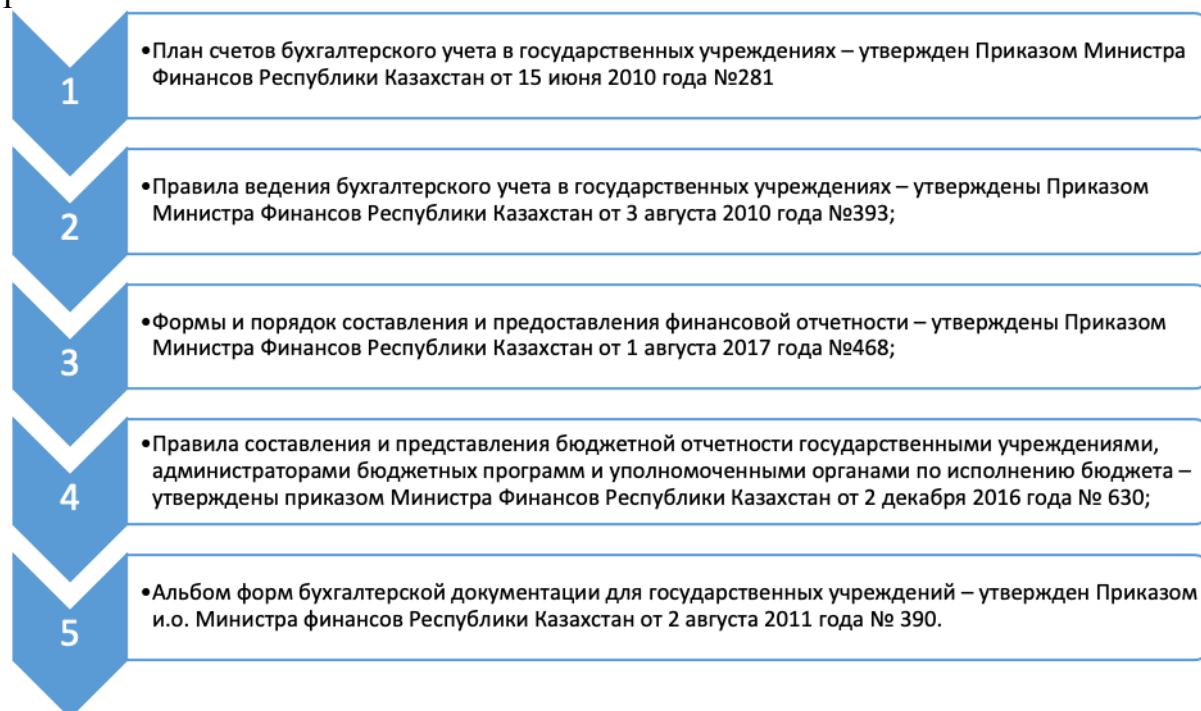 1
•План счетов бухгалтерского учета в государственных учреждениях – утвержден Приказом Министра
Финансов Республики Казахстан от 15 июня 2010 года №281
2
•Правила ведения бухгалтерского учета в государственных учреждениях – утверждены Приказом
Министра Финансов Республики Казахстан от 3 августа 2010 года №393;
3
•Формы и порядок составления и предоставления финансовой отчетности – утверждены Приказом
Министра Финансов Республики Казахстан от 1 августа 2017 года №468;
4
•Правила составления и представления бюджетной отчетности государственными учреждениями,
администраторами бюджетных программ и уполномоченными органами по исполнению бюджета –
утверждены приказом Министра Финансов Республики Казахстан от 2 декабря 2016 года № 630;
5
•Альбом форм бухгалтерской документации для государственных учреждений – утвержден Приказом
и.о. Министра финансов Республики Казахстан от 2 августа 2011 года № 390.